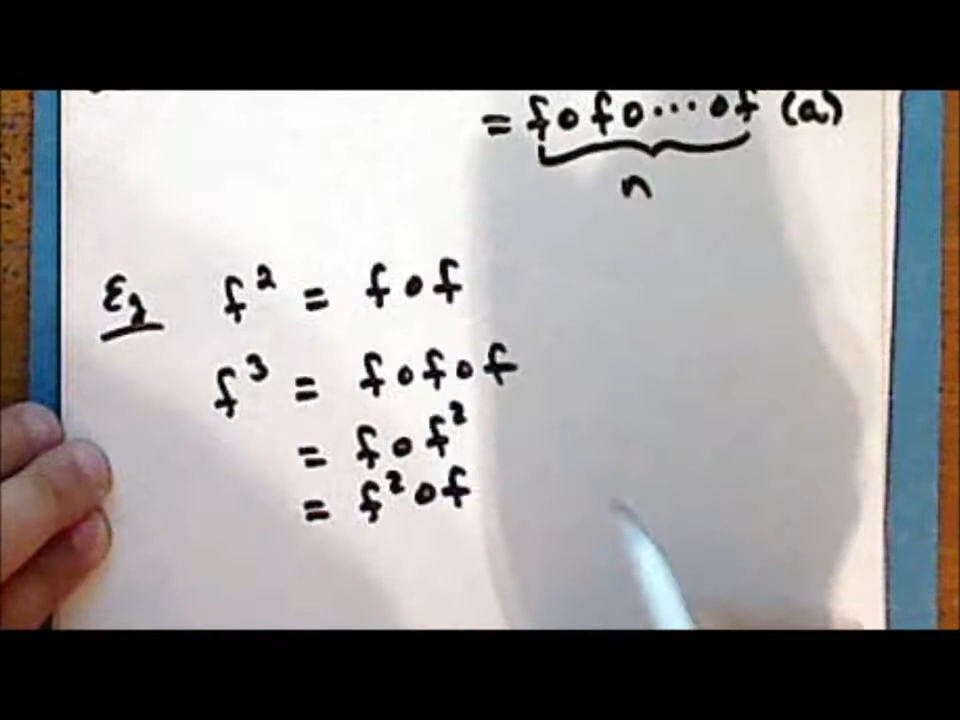 = f o f o ... o f (a)
n
Eg f² = f o f
f³ = f o f o f
= f o f²
= f² o f